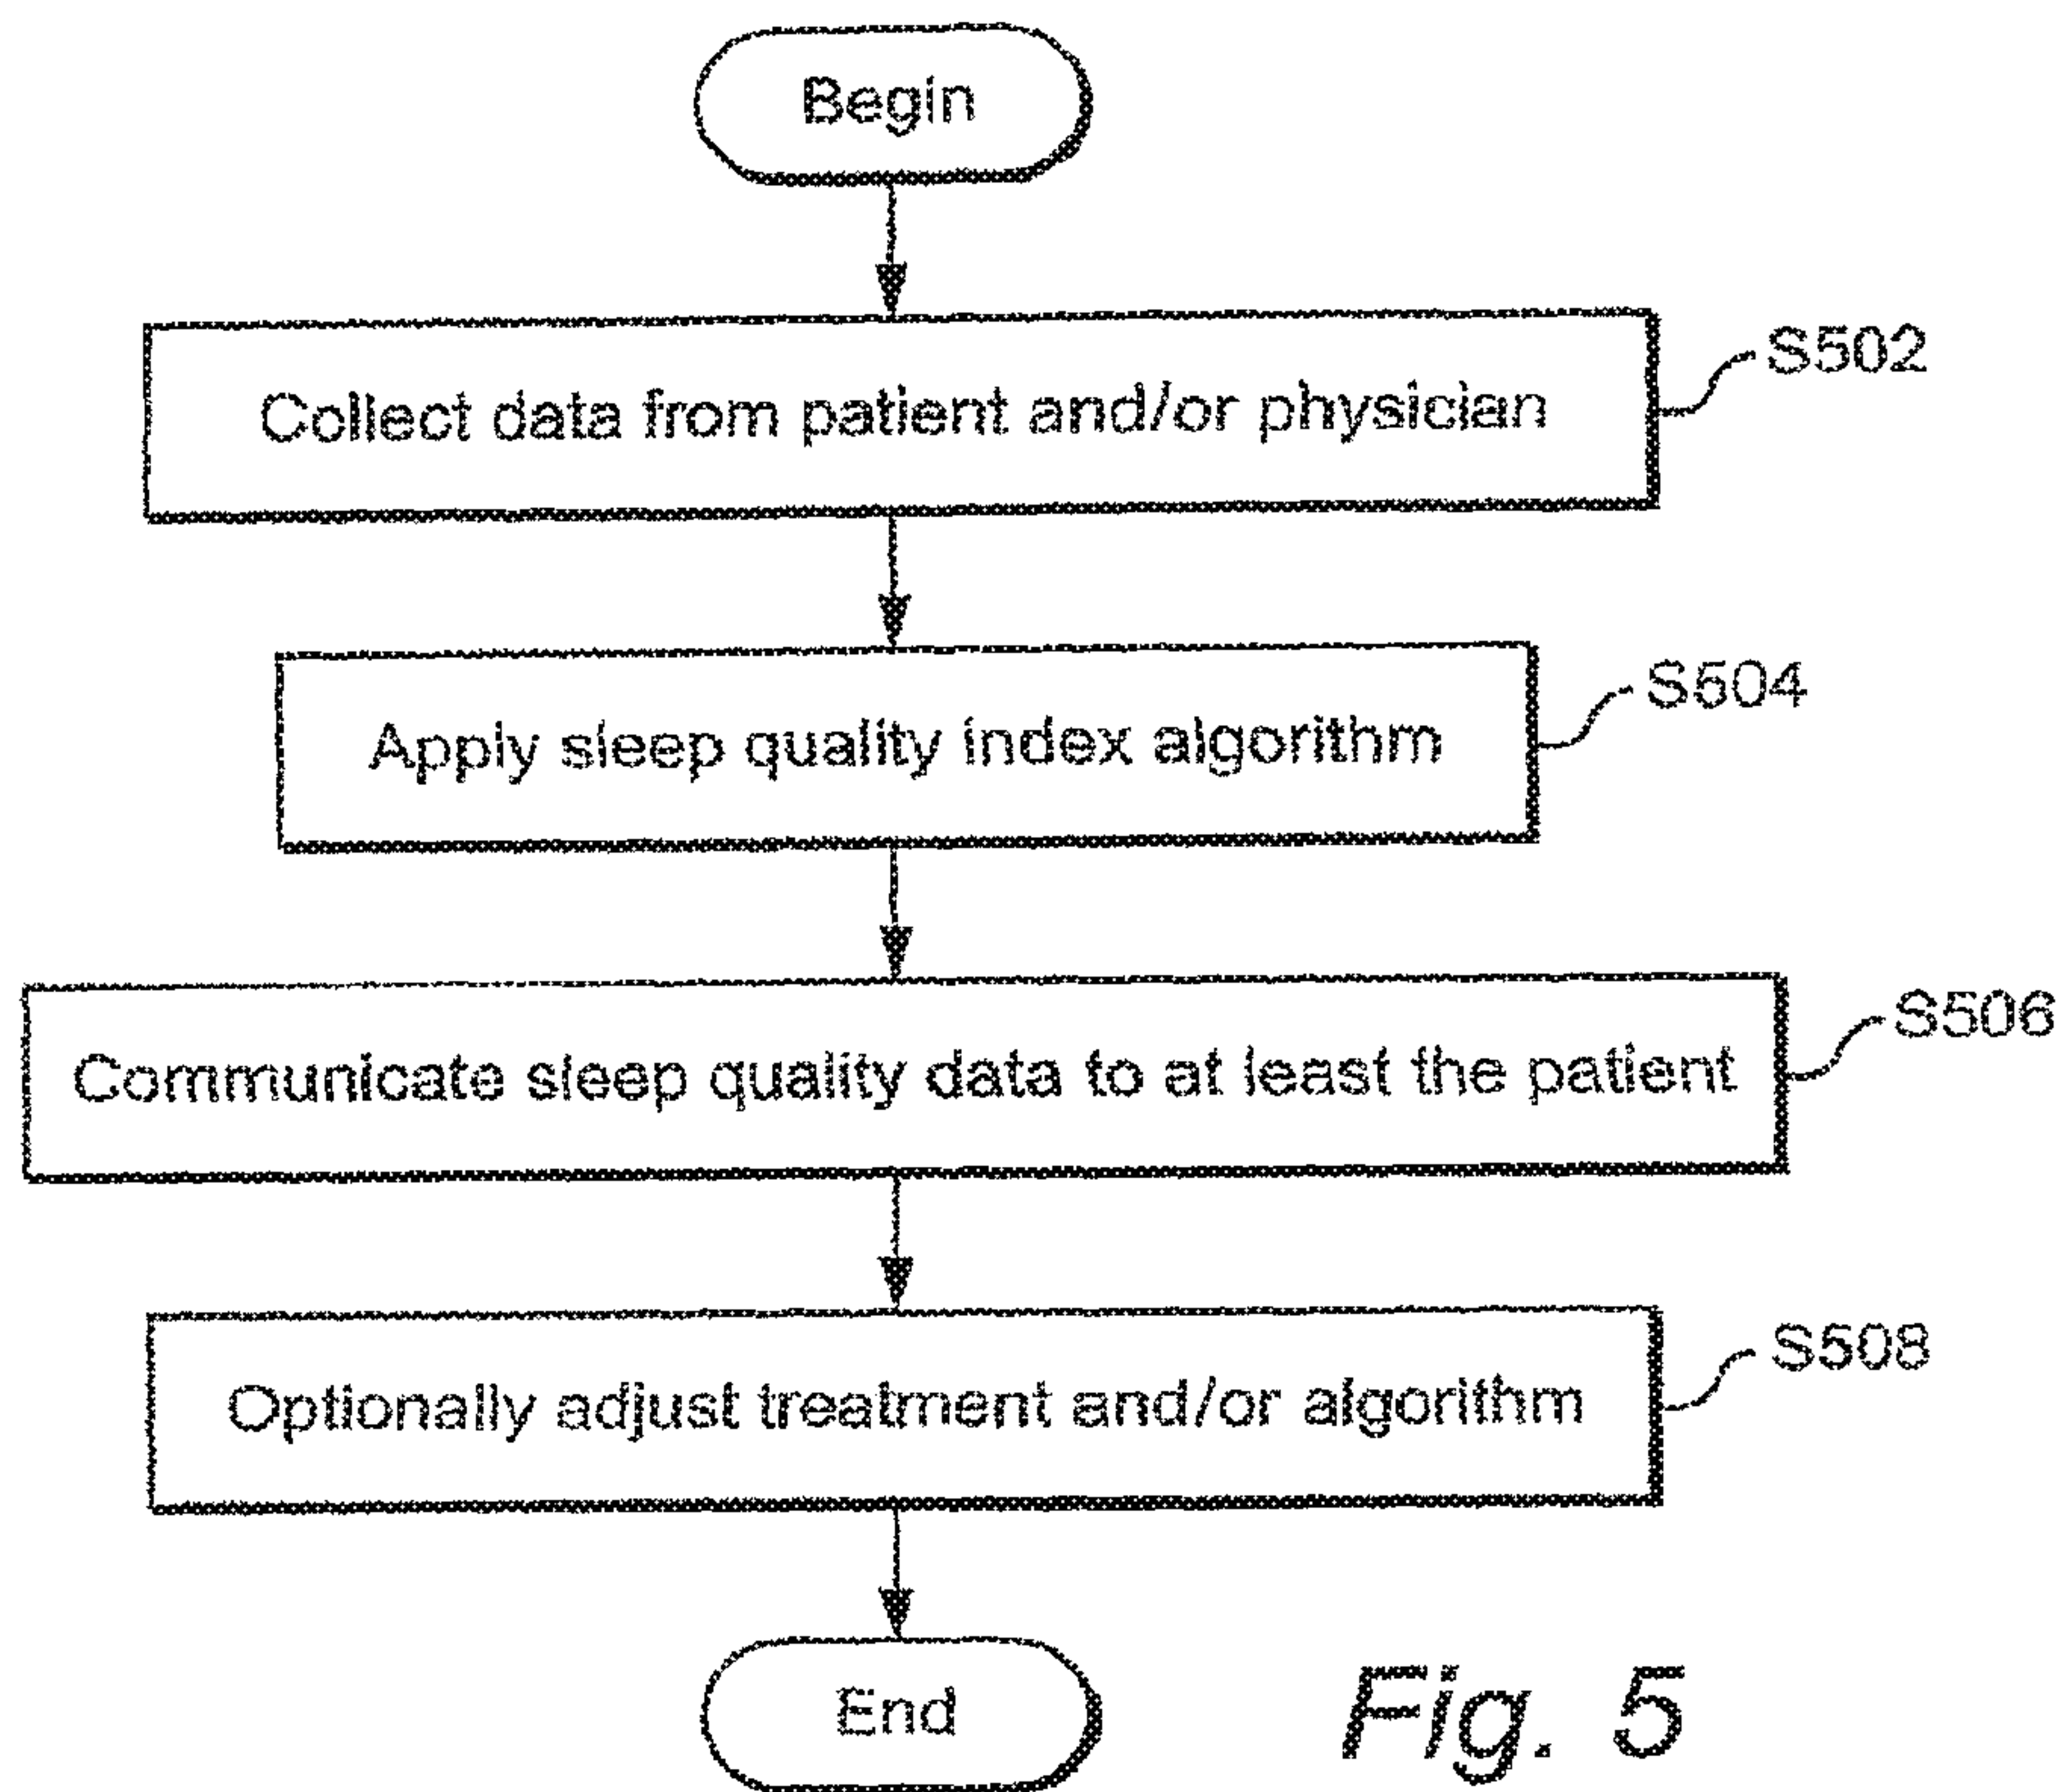 Begin
Collect data from patient and/or physician
S502
Apply sleep quality index algorithm
S504
Communicate sleep quality data to at least the patient
S506
Optionally adjust treatment and/or algorithm
S508
End
Fig. 5